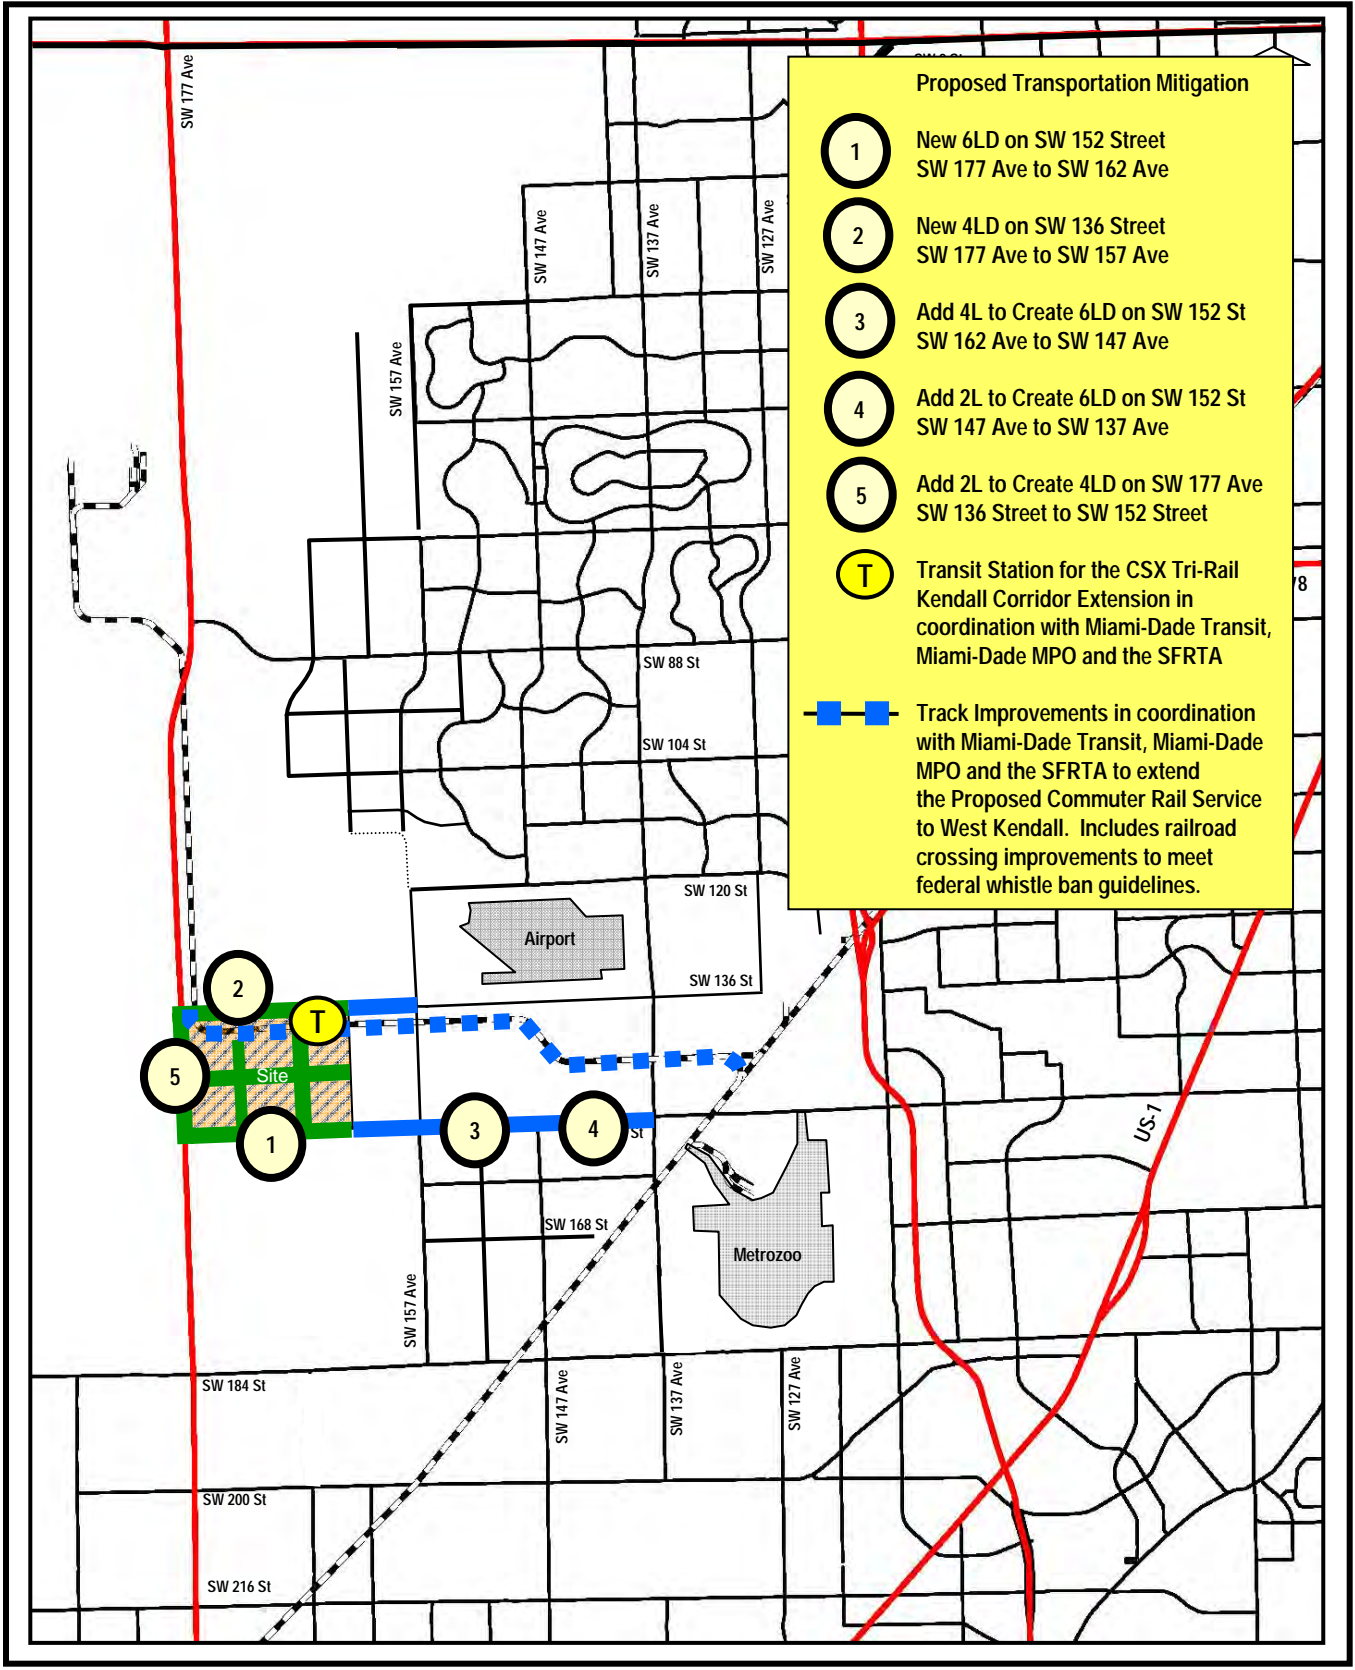 SW 177 Ave
Proposed Transportation Mitigation
1
New 6LD on SW 152 Street
SW 177 Ave to SW 162 Ave
2
New 4LD on SW 136 Street
SW 177 Ave to SW 157 Ave
3
Add 4L to Create 6LD on SW 152 St
SW 162 Ave to SW 147 Ave
4
Add 2L to Create 6LD on SW 152 St
SW 147 Ave to SW 137 Ave
5
Add 2L to Create 4LD on SW 177 Ave
SW 136 Street to SW 152 Street
T
Transit Station for the CSX Tri-Rail
Kendall Corridor Extension in
coordination with Miami-Dade Transit,
Miami-Dade MPO and the SFRTA
Track Improvements in coordination
with Miami-Dade Transit, Miami-Dade
MPO and the SFRTA to extend
the Proposed Commuter Rail Service
to West Kendall. Includes railroad
crossing improvements to meet
federal whistle ban guidelines.
SW 147 Ave
SW 137 Ave
SW 127 Ave
SW 157 Ave
SW 88 St
SW 104 St
SW 120 St
Airport
SW 136 St
2
T
5
Site
1
3
4
St
US-1
SW 168 St
Metrozoo
SW 157 Ave
SW 184 St
SW 147 Ave
SW 137 Ave
SW 127 Ave
SW 200 St
SW 216 St